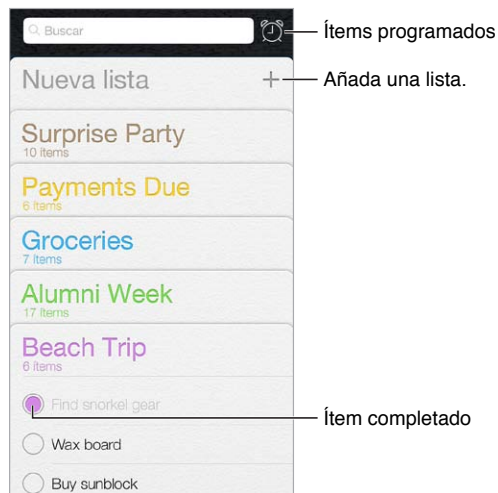 Buscar
Ítems programados
Nueva lista
Añada una lista.
Surprise Party
10 ítems
Payments Due
6 ítems
Groceries
7 ítems
Alumni Week
17 ítems
Beach Trip
6 ítems
Find snorkel gear
Ítem completado
Wax board
Buy sunblock